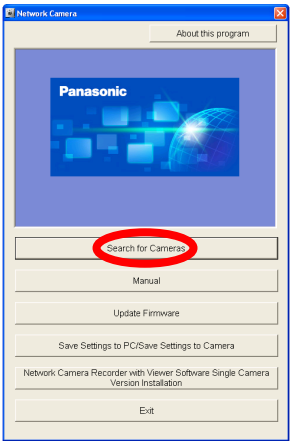 Network Camera
About this program
Panasonic
Search for Cameras
Manual
Update Firmware
Save Settings to PC/Save Settings to Camera
Network Camera Recorder with Viewer Software Single Camera
Version Installation
Exit